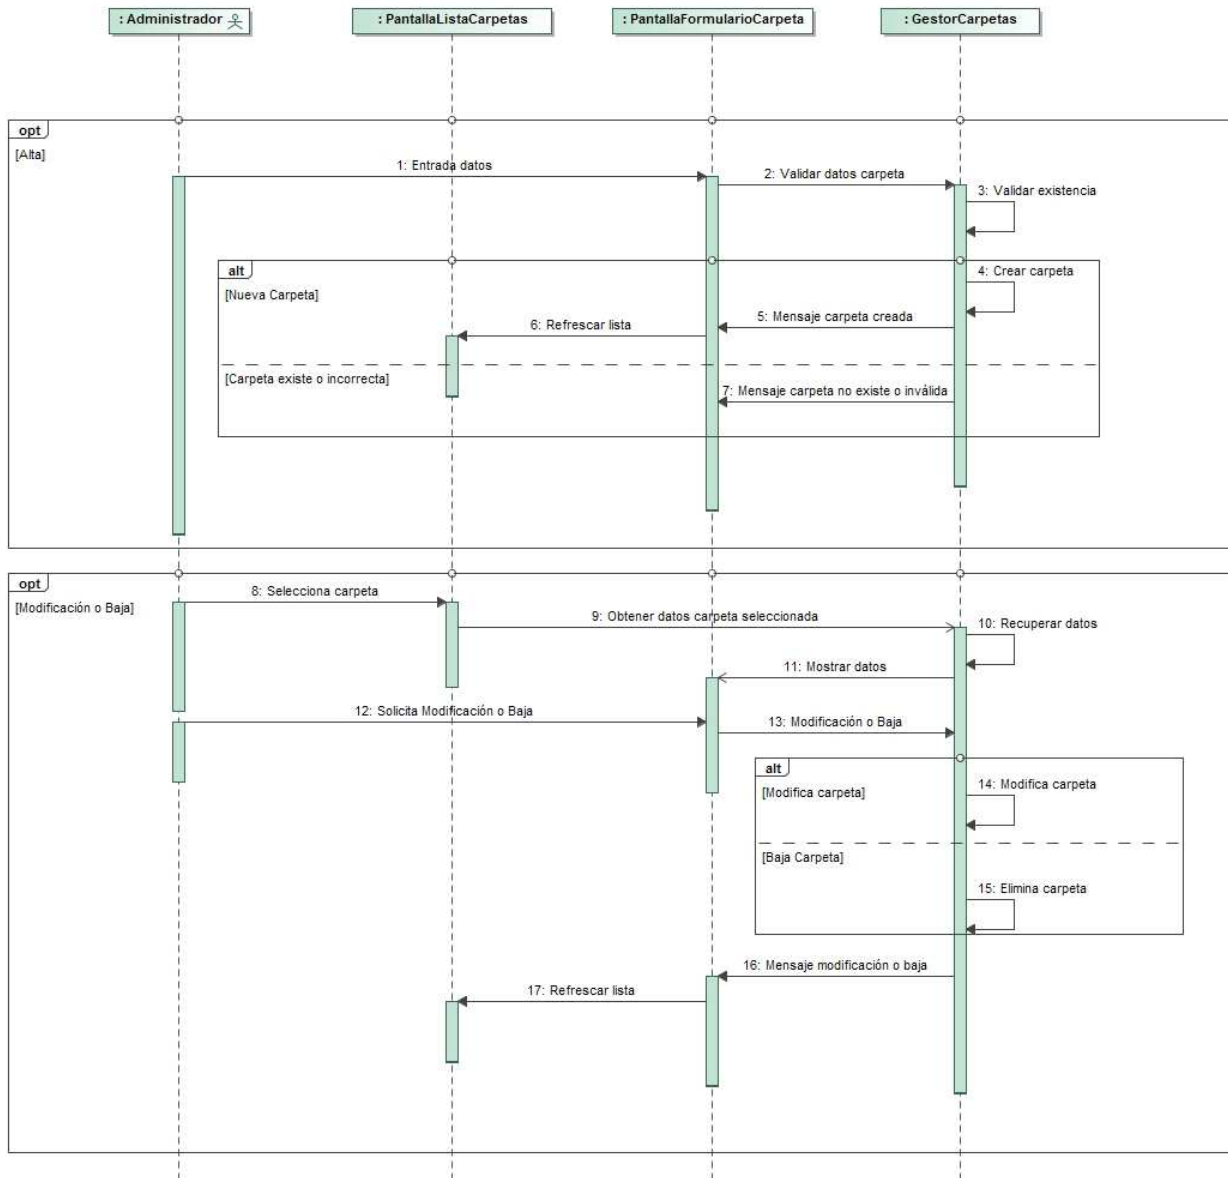 : Administrador
: PantallaListaCarpetas
: PantallaFormularioCarpeta
: GestorCarpetas
opt
[Alta]
1: Entrada datos
2: Validar datos carpeta
3: Validar existencia
alt
[Nueva Carpeta]
4: Crear carpeta
5: Mensaje carpeta creada
6: Refrescar lista
[Carpeta existe o incorrecta]
7: Mensaje carpeta no existe o inválida
opt
[Modificación o Baja]
8: Selecciona carpeta
9: Obtener datos carpeta seleccionada
10: Recuperar datos
11: Mostrar datos
12: Solicita Modificación o Baja
13: Modificación o Baja
alt
[Modifica carpeta]
14: Modifica carpeta
[Baja Carpeta]
15: Elimina carpeta
16: Mensaje modificación o baja
17: Refrescar lista